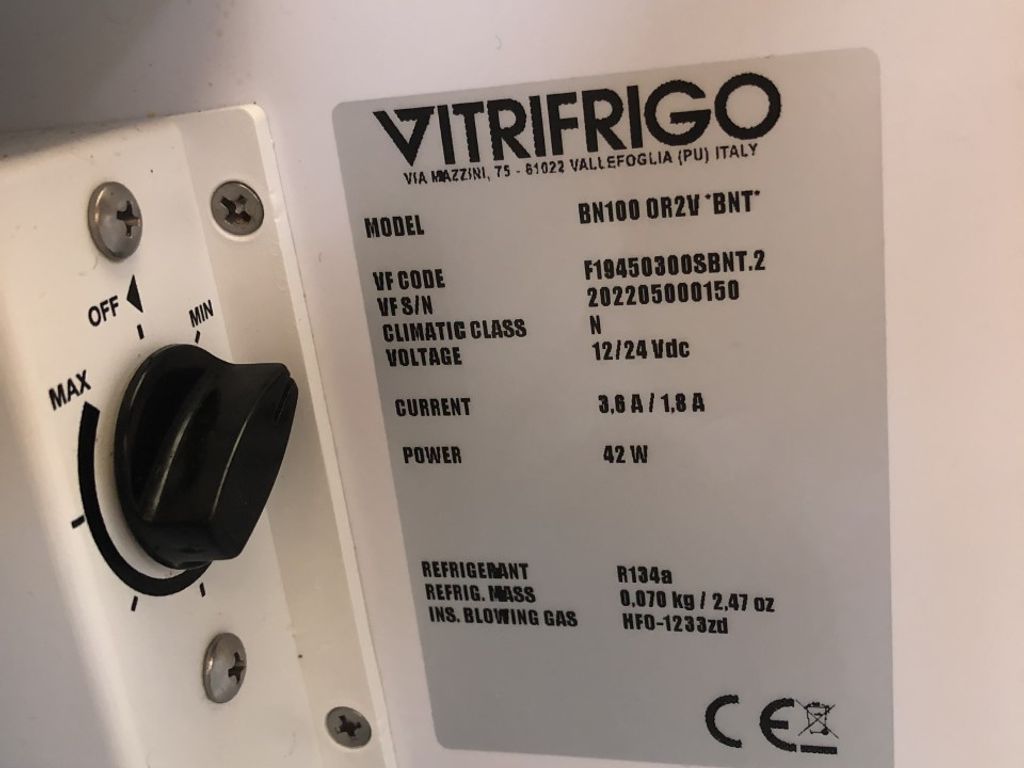 VITRIFRIGO
VIA MAZZINI, 75 - 61022 VALLEFOGLIA (PU) ITALY
MODEL BN100 OR2V *BNT*
VF CODE F19450300SBNT.2
VF S/N 202205000150
CLIMATIC CLASS N
VOLTAGE 12/24 Vdc
CURRENT 3,6 A / 1,8 A
POWER 42 W
REFRIGERANT R134a
REFRIG. MASS 0,070 kg / 2,47 oz
INS. BLOWING GAS HFO-1233zd
CE
OFF
MIN
MAX